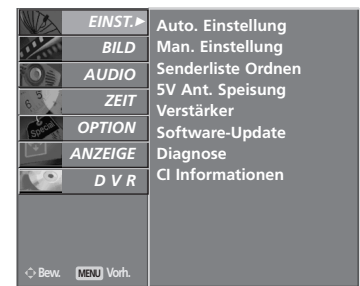 EINST.►
BILD
AUDIO
ZEIT
OPTION
ANZEIGE
D V R
Auto. Einstellung
Man. Einstellung
Senderliste Ordnen
5V Ant. Speisung
Verstärker
Software-Update
Diagnose
CI Informationen
Bew. MENU Vorh.